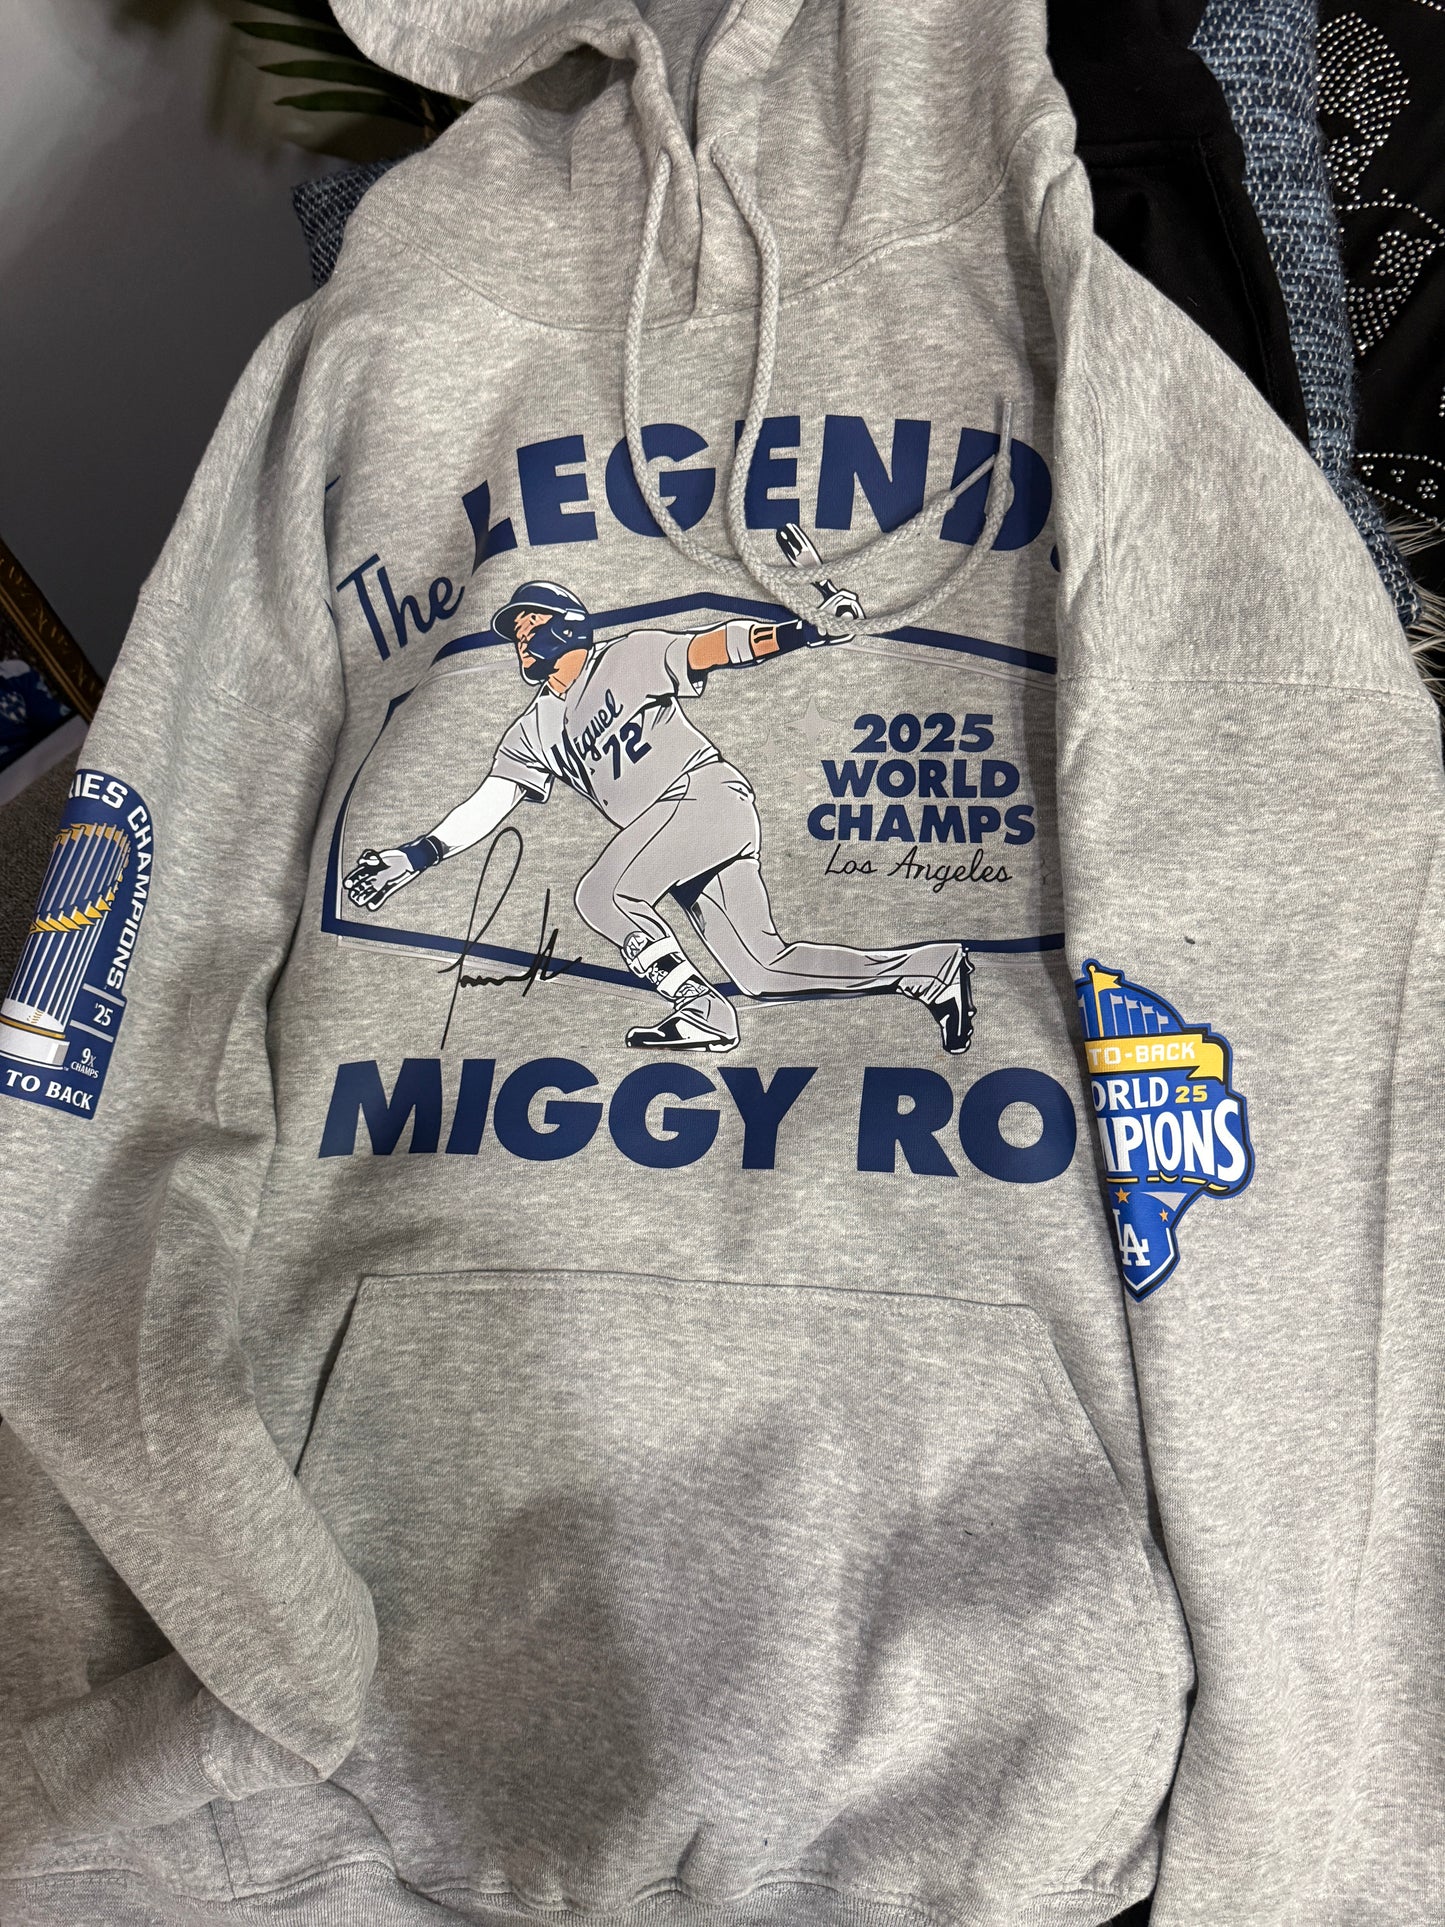 The LEGEND
Miguel
72
2025
WORLD
CHAMPS
Los Angeles
MIGGY RO
IES CHAMPIONS
'25
9X
CHAMPS
TO BACK
TO-BACK
ORLD 25
MPIONS
LA